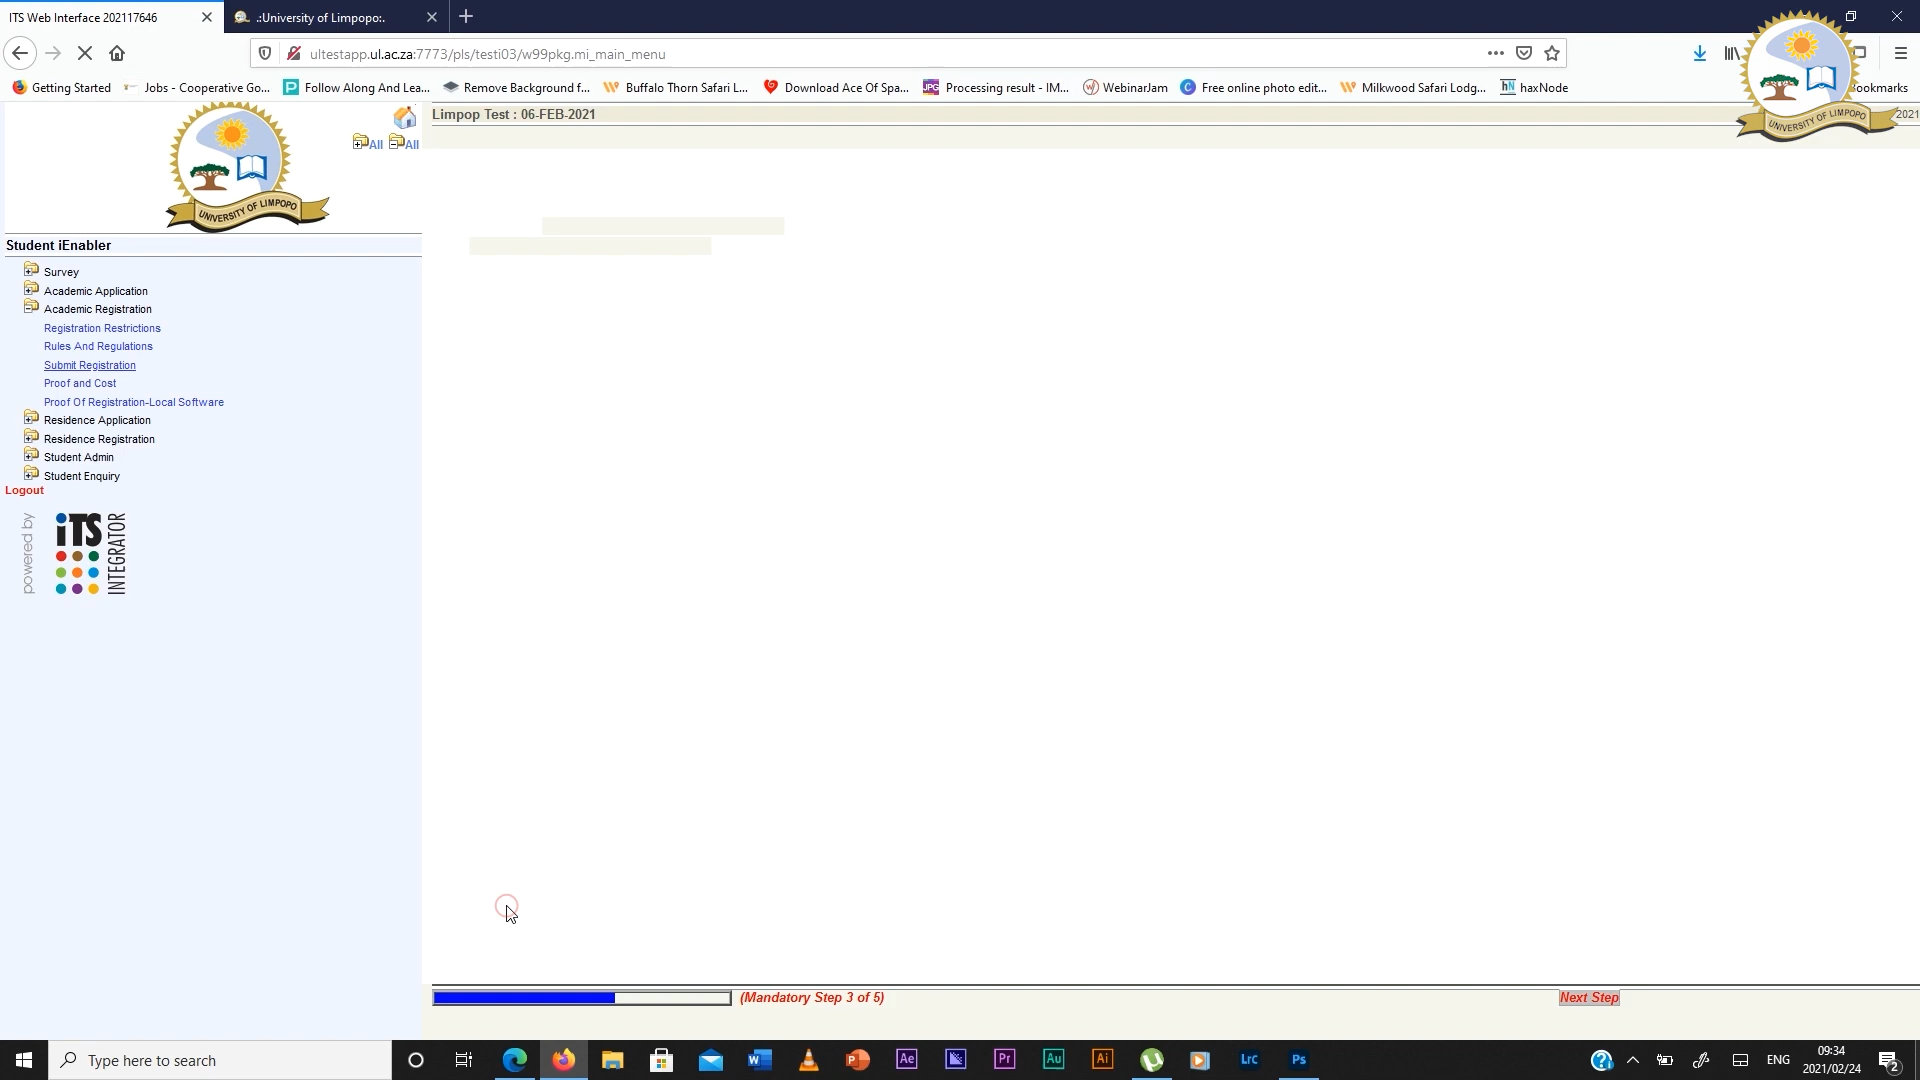 ITS Web Interface 202117646
.:University of Limpopo:.
ultestapp.ul.ac.za:7773/pls/testi03/w99pkg.mi_main_menu
Getting Started
Jobs - Cooperative Go...
Follow Along And Lea...
Remove Background f...
Buffalo Thorn Safari L...
Download Ace Of Spa...
Processing result - IM...
WebinarJam
Free online photo edit...
Milkwood Safari Lodg...
haxNode
ookmarks
UNIVERSITY OF LIMPOPO
2021
All
All
Limpop Test : 06-FEB-2021
UNIVERSITY OF LIMPOPO
Student iEnabler
Survey
Academic Application
Academic Registration
Registration Restrictions
Rules And Regulations
Submit Registration
Proof and Cost
Proof Of Registration-Local Software
Residence Application
Residence Registration
Student Admin
Student Enquiry
Logout
powered by
iTS
INTEGRATOR
(Mandatory Step 3 of 5)
Next Step
Type here to search
Ae
Pr
Au
Ai
Lrc
Ps
ENG
09:34
2021/02/24
2